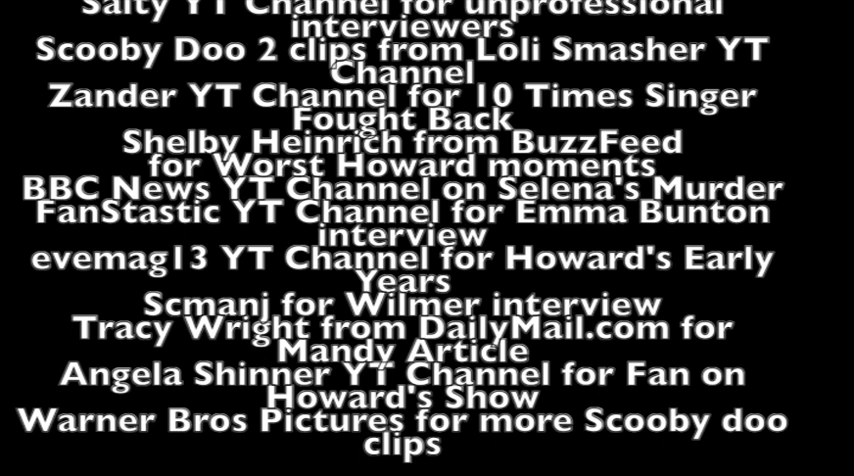 Salty YT Channel for unprofessional
interviewers
Scooby Doo 2 clips from Loli Smasher YT
Channel
Zander YT Channel for 10 Times Singer
Fought Back
Shelby Heinrich from BuzzFeed
for Worst Howard moments
BBC News YT Channel on Selena's Murder
FanStastic YT Channel for Emma Bunton
interview
evemag13 YT Channel for Howard's Early
Years
Scmanj for Wilmer interview
Tracy Wright from DailyMail.com for
Mandy Article
Angela Shinner YT Channel for Fan on
Howard's Show
Warner Bros Pictures for more Scooby doo
clips